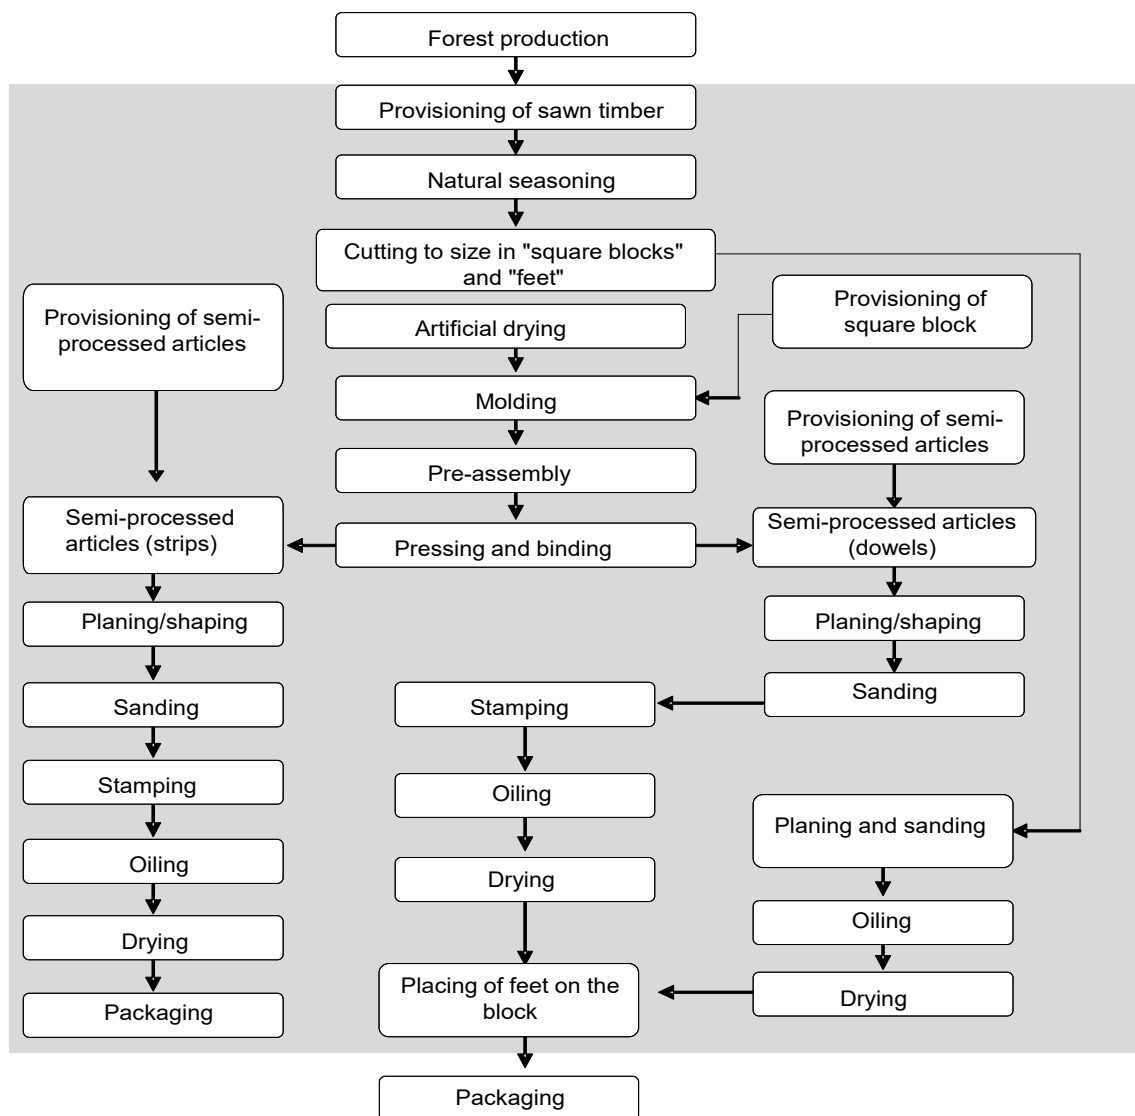 Forest production
Provisioning of sawn timber
Natural seasoning
Cutting to size in "square blocks"
and "feet"
Provisioning of semi-
processed articles
Artificial drying
Provisioning of
square block
Molding
Provisioning of semi-
processed articles
Pre-assembly
Semi-processed
articles (strips)
Pressing and binding
Semi-processed articles
(dowels)
Planing/shaping
Planing/shaping
Sanding
Stamping
Sanding
Stamping
Oiling
Planing and sanding
Oiling
Drying
Oiling
Drying
Placing of feet on the
block
Drying
Packaging
Packaging